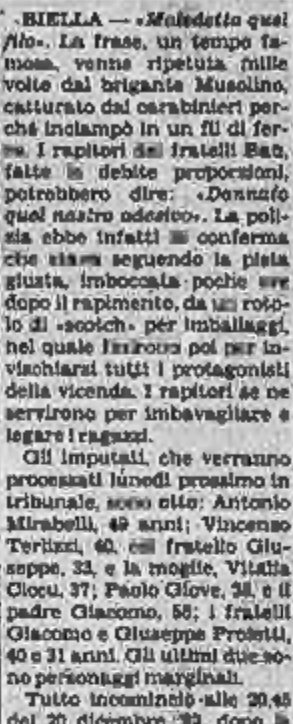 BIELLA — «Maledetto quel
filo». La frase, un tempo fa-
mosa, venne ripetuta mille
volte dal brigante Musolino,
catturato dai carabinieri per-
ché inciampò in un fil di fer-
ro. I rapitori dei fratelli Baù,
fatte le debite proporzioni,
potrebbero dire: «Dannato
quel nastro adesivo». La poli-
zia ebbe infatti la conferma
che stava seguendo la pista
giusta, imboccata poche ore
dopo il rapimento, da un roto-
lo di «scotch» per imballaggi,
nel quale finirono poi per in-
vischiarsi tutti i protagonisti
della vicenda. I rapitori se ne
servirono per imbavagliare e
legare i ragazzi.
Gli imputati, che verranno
processati lunedì prossimo in
tribunale, sono otto: Antonio
Mirabelli, 49 anni; Vincenzo
Terlizzi, 40, col fratello Giu-
seppe, 33, e la moglie, Vitalia
Ciocu, 37; Paolo Giove, e il
padre Giacomo, 58; i fratelli
Giacomo e Giuseppe Profetti,
40 e 31 anni. Gli ultimi due so-
no personaggi marginali.
Tutto incominciò alle 20,45
del 20 dicembre dopo